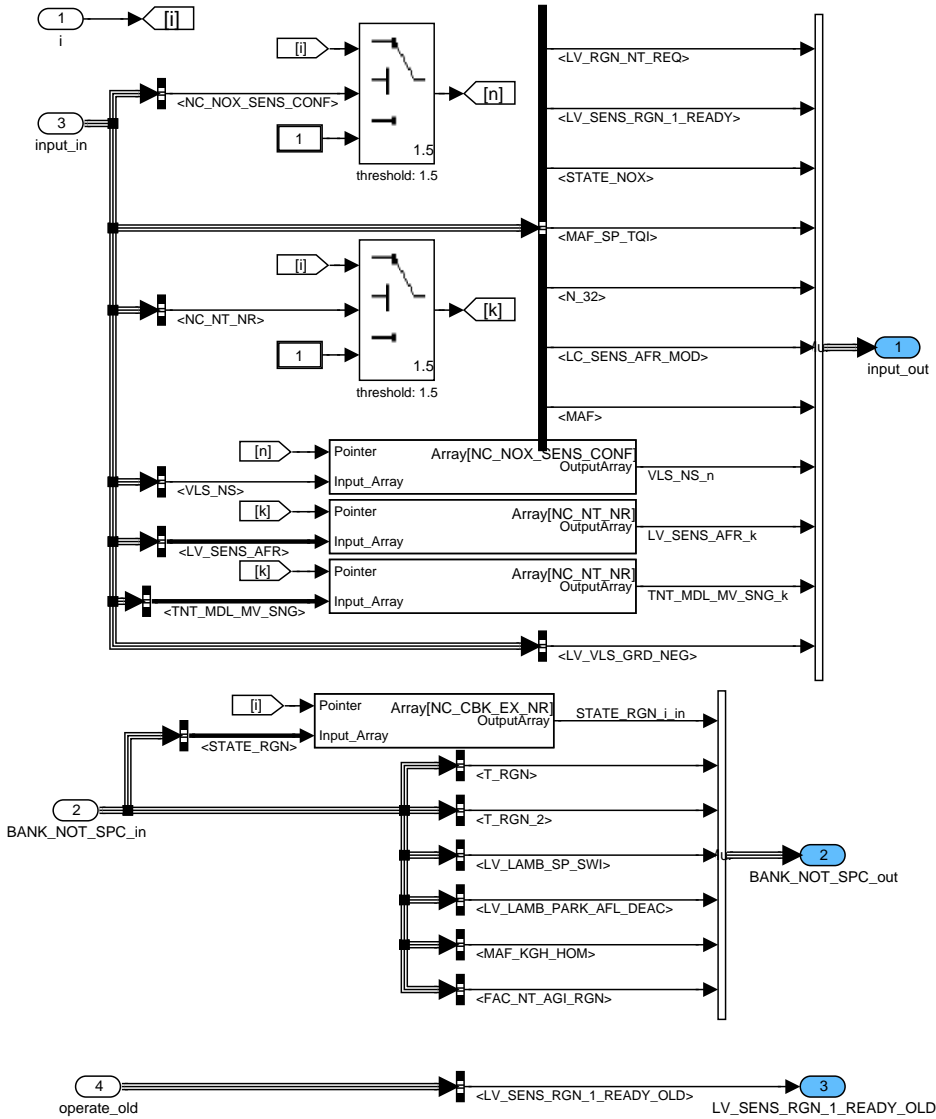 1
[i]
i
[i]
<NC_NOX_SENS_CONF>
[n]
3
input_in
1
1.5
threshold: 1.5
<LV_RGN_NT_REQ>
<LV_SENS_RGN_1_READY>
<STATE_NOX>
<MAF_SP_TQI>
[i]
<N_32>
<NC_NT_NR>
[k]
1
1.5
threshold: 1.5
<LC_SENS_AFR_MOD>
1
input_out
<MAF>
[n]
Pointer
Array[NC_NOX_SENS_CONF]
OutputArray
VLS_NS_n
Input_Array
<VLS_NS>
[k]
Pointer
Array[NC_NT_NR]
OutputArray
LV_SENS_AFR_k
Input_Array
<LV_SENS_AFR>
[k]
Pointer
Array[NC_NT_NR]
OutputArray
TNT_MDL_MV_SNG_k
Input_Array
<TNT_MDL_MV_SNG>
<LV_VLS_GRD_NEG>
[i]
Pointer
Array[NC_CBK_EX_NR]
OutputArray
STATE_RGN_i_in
Input_Array
<STATE_RGN>
<T_RGN>
2
BANK_NOT_SPC_in
<T_RGN_2>
<LV_LAMB_SP_SWI>
2
BANK_NOT_SPC_out
<LV_LAMB_PARK_AFL_DEAC>
<MAF_KGH_HOM>
<FAC_NT_AGI_RGN>
4
operate_old
<LV_SENS_RGN_1_READY_OLD>
3
LV_SENS_RGN_1_READY_OLD